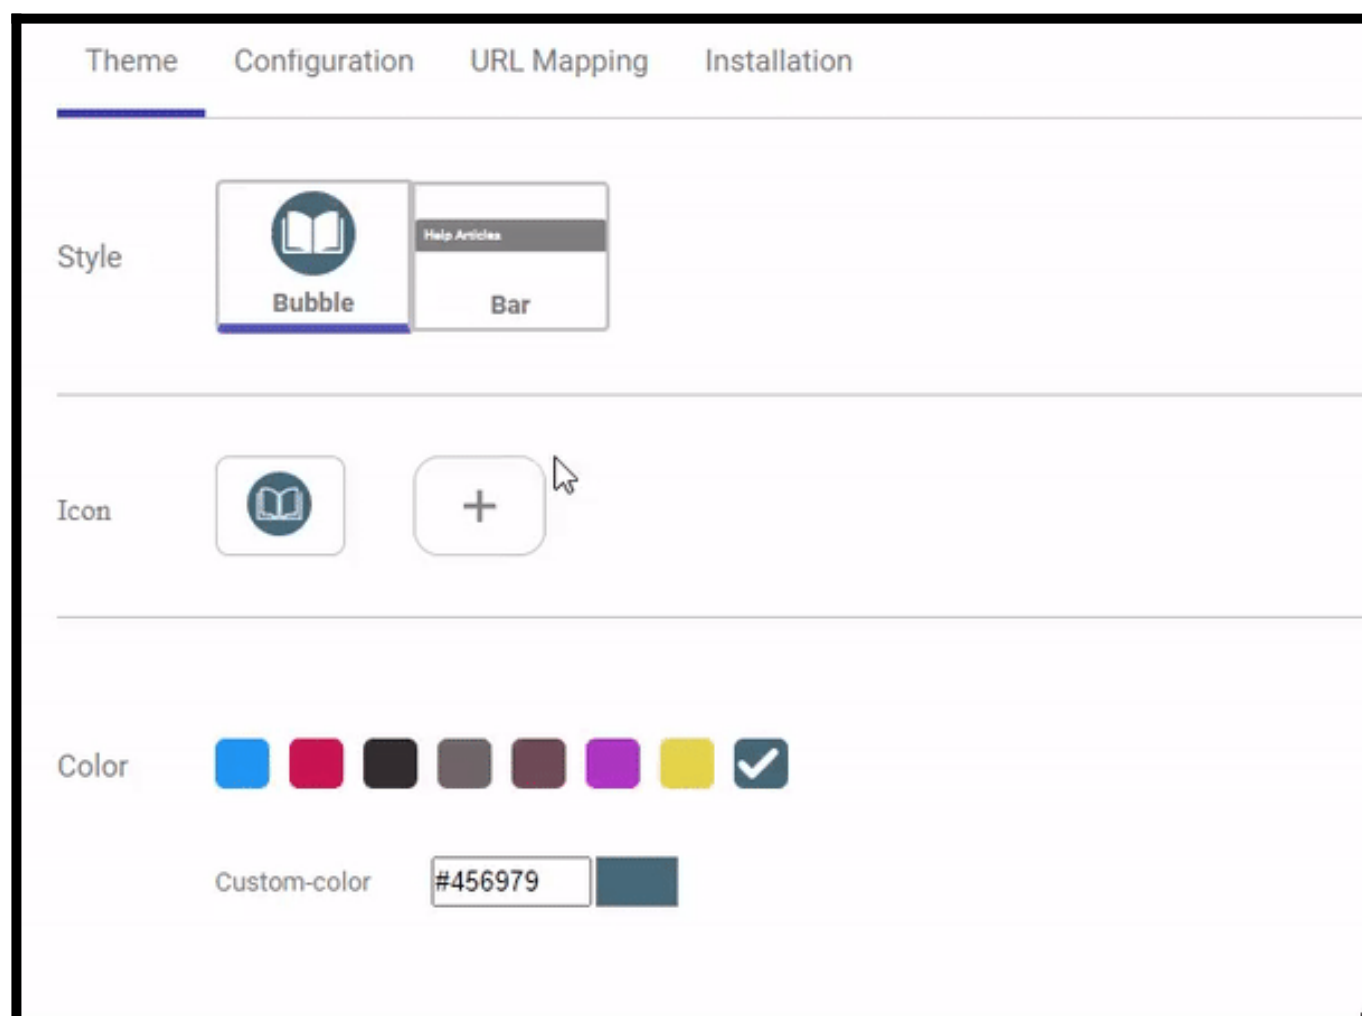 Theme Configuration URL Mapping Installation
Style
Help Articles
Bubble
Bar
Icon
+
Color
Custom-color #456979